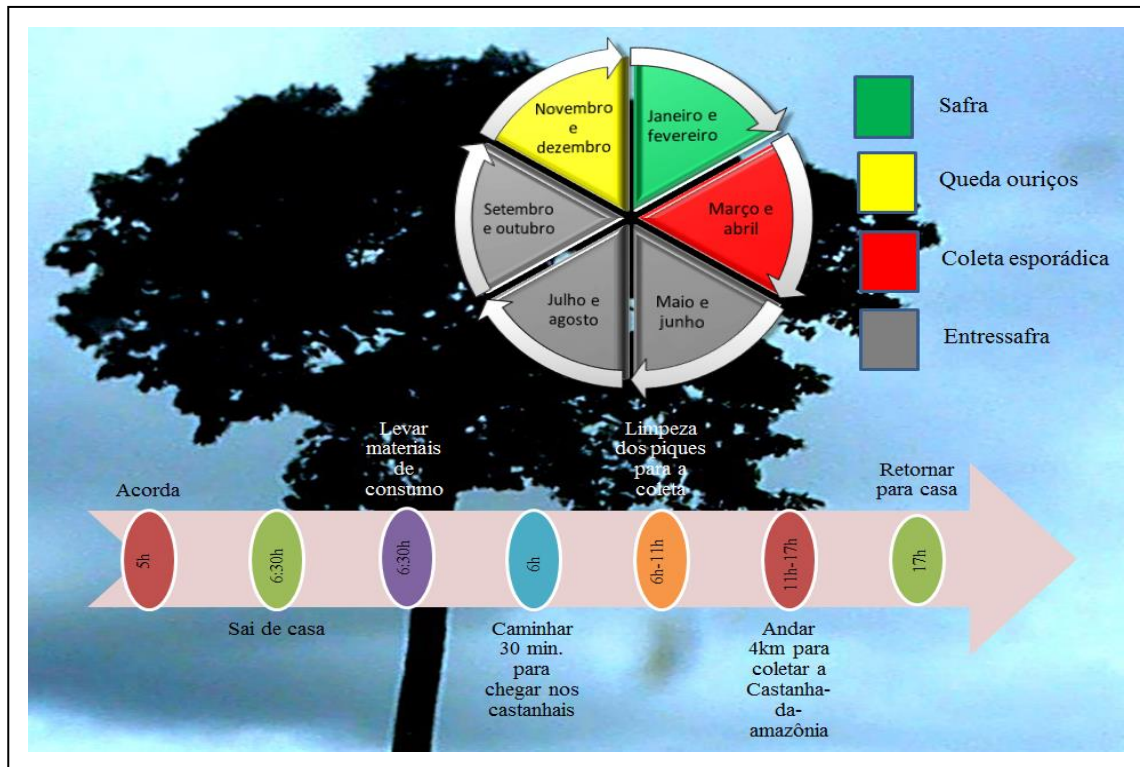 Novembro
e
dezembro
Janeiro e
fevereiro
Março e
abril
Maio e
junho
Julho e
agosto
Setembro
e outubro
Safra
Queda ouriços
Coleta esporádica
Entressafra
Acorda
5h
6:30h
Sai de casa
Levar
materiais
de
consumo
6:30h
6h
Caminhar
30 min.
para
chegar nos
castanhais
Limpeza
dos piques
para a
coleta
6h-11h
11h-17h
Andar
4km para
coletar a
Castanha-
da-
amazônia
Retornar
para casa
17h